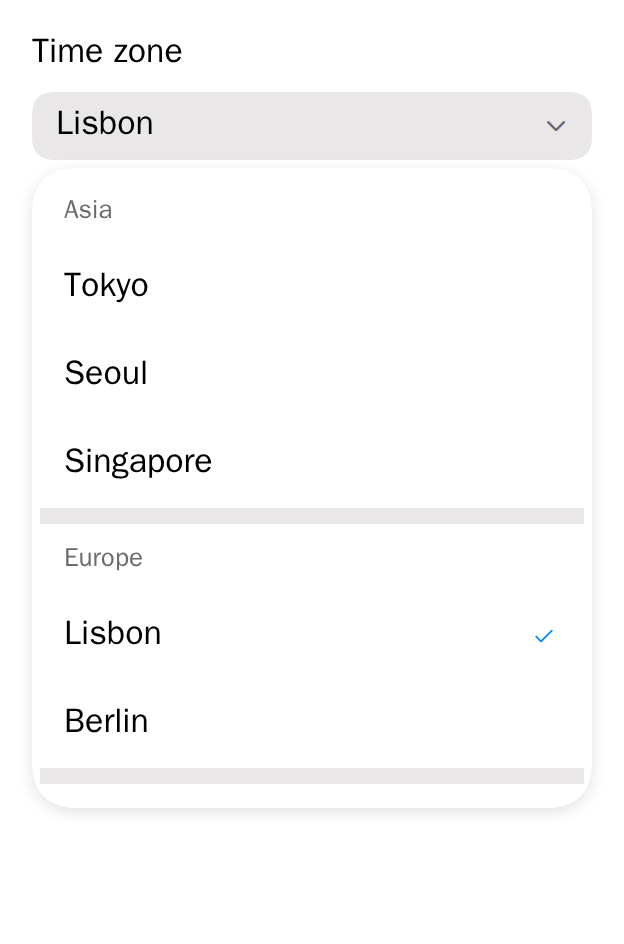 Time zone
Lisbon
Asia
Tokyo
Seoul
Singapore
Europe
Lisbon
Berlin